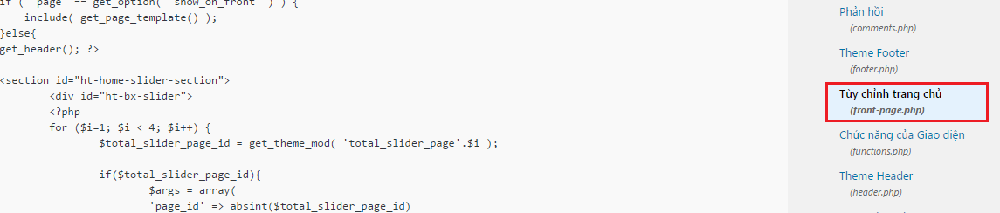 if ( 'page' == get_option( 'show_on_front' ) ) {
include( get_page_template() );
}else{
get_header(); ?>
<section id="ht-home-slider-section">
<div id="ht-bx-slider">
<?php
for ($i=1; $i < 4; $i++) {
$total_slider_page_id = get_theme_mod( 'total_slider_page'.$i );
if($total_slider_page_id){
$args = array(
'page_id' => absint($total_slider_page_id)
Phản hồi
(comments.php)
Theme Footer
(footer.php)
Tùy chỉnh trang chủ
(front-page.php)
Chức năng của Giao diện
(functions.php)
Theme Header
(header.php)